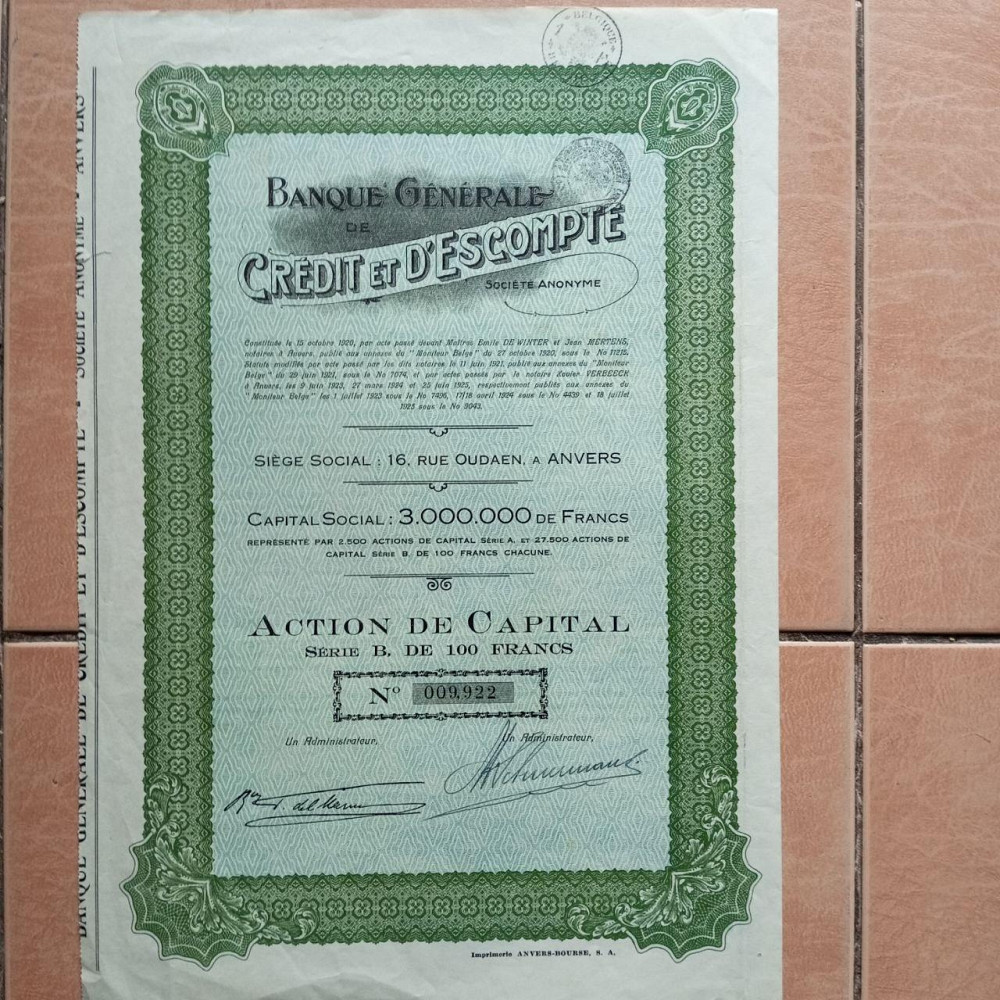 BELGIQUE
BANQUE GÉNÉRALE
DE
CRÉDIT ET D'ESCOMPTE
SOCIÉTÉ ANONYME
Constituée le 15 octobre 1920, par acte passé devant Maîtres Emile DE WINTER et Jean MERTENS,
notaires à Anvers, publié aux annexes du "Moniteur Belge" du 27 octobre 1920, sous le No 11215.
Statuts modifiés par acte passé par les dits notaires le 11 juin 1921, publié aux annexes du "Moniteur
Belge" du 29 juin 1921, sous le No 7074, et par actes passés par le notaire Xavier VERBEECK
à Anvers, les 9 juin 1923, 27 mars 1924 et 25 juin 1925, respectivement publiés aux annexes du
"Moniteur Belge" les 1 juillet 1923 sous le No 7496, 17/18 avril 1924 sous le No 4439 et 18 juillet
1925 sous le No 9043.
SIÈGE SOCIAL : 16, RUE OUDAEN, A ANVERS
CAPITAL SOCIAL : 3.000.000 DE FRANCS
REPRÉSENTÉ PAR 2.500 ACTIONS DE CAPITAL SÉRIE A. ET 27.500 ACTIONS DE
CAPITAL SÉRIE B. DE 100 FRANCS CHACUNE.
ACTION DE CAPITAL
SÉRIE B. DE 100 FRANCS
No 009,922
Un Administrateur,
Un Administrateur,
Imprimerie ANVERS-BOURSE, S. A.
BANQUE GÉNÉRALE DE CRÉDIT ET D'ESCOMPTE - SOCIÉTÉ ANONYME - ANVERS